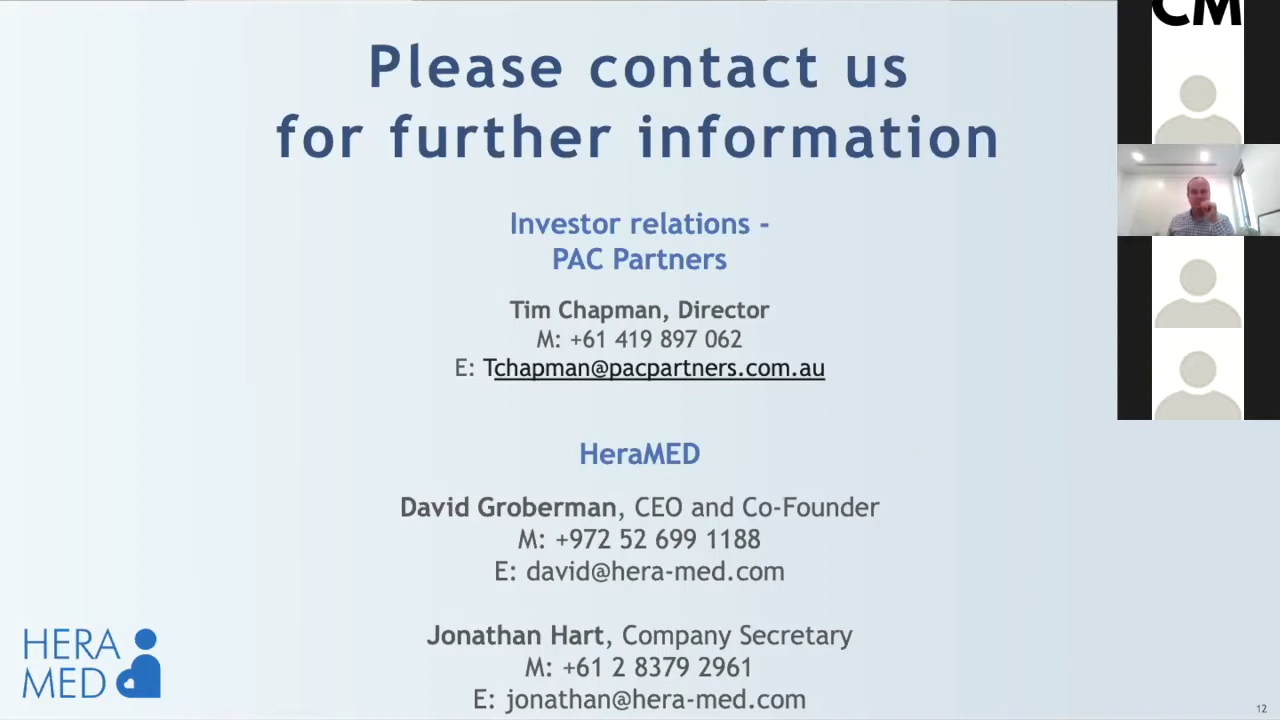 Please contact us
for further information
Investor relations -
PAC Partners
Tim Chapman, Director
M: +61 419 897 062
E: Tchapman@pacpartners.com.au
HeraMED
David Groberman, CEO and Co-Founder
M: +972 52 699 1188
E: david@hera-med.com
Jonathan Hart, Company Secretary
M: +61 2 8379 2961
E: jonathan@hera-med.com
HERA
MED
12
CM